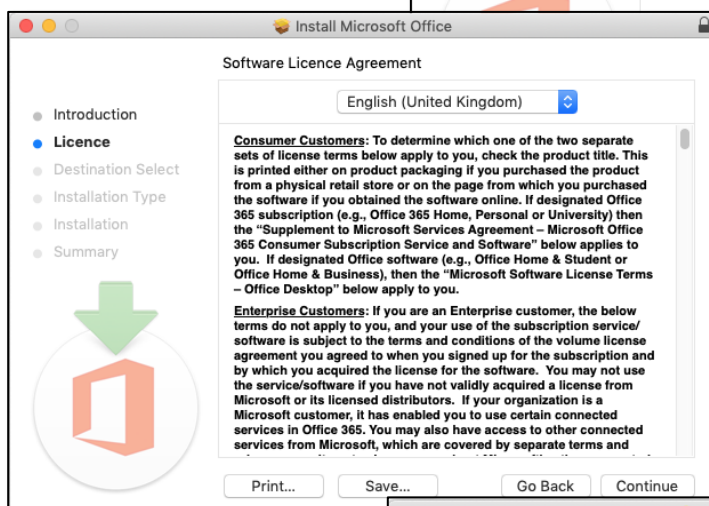 Install Microsoft Office
Software Licence Agreement
Introduction
Licence
Destination Select
Installation Type
Installation
Summary
English (United Kingdom)
Consumer Customers: To determine which one of the two separate
sets of license terms below apply to you, check the product title. This
is printed either on product packaging if you purchased the product
from a physical retail store or on the page from which you purchased
the software if you obtained the software online. If designated Office
365 subscription (e.g., Office 365 Home, Personal or University) then
the “Supplement to Microsoft Services Agreement – Microsoft Office
365 Consumer Subscription Service and Software” below applies to
you. If designated Office software (e.g., Office Home & Student or
Office Home & Business), then the “Microsoft Software License Terms
– Office Desktop” below apply to you.
Enterprise Customers: If you are an Enterprise customer, the below
terms do not apply to you, and your use of the subscription service/
software is subject to the terms and conditions of the volume license
agreement you agreed to when you signed up for the subscription and
by which you acquired the license for the software. You may not use
the service/software if you have not validly acquired a license from
Microsoft or its licensed distributors. If your organization is a
Microsoft customer, it has enabled you to use certain connected
services in Office 365. You may also have access to other connected
services from Microsoft, which are covered by separate terms and
Print...
Save...
Go Back
Continue